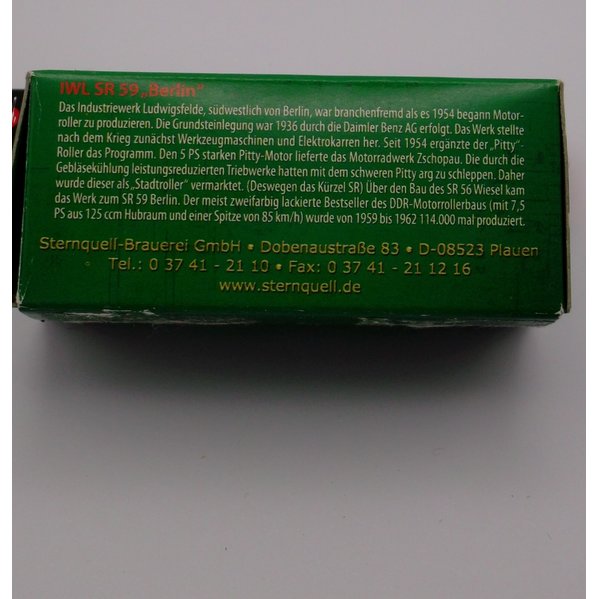 IWL SR 59 „Berlin“
Das Industriewerk Ludwigsfelde, südwestlich von Berlin, war branchenfremd als es 1954 begann Motor-
roller zu produzieren. Die Grundsteinlegung war 1936 durch die Daimler Benz AG erfolgt. Das Werk stellte
nach dem Krieg zunächst Werkzeugmaschinen und Elektrokarren her. Seit 1954 ergänzte der „Pitty“-
Roller das Programm. Den 5 PS starken Pitty-Motor lieferte das Motorradwerk Zschopau. Die durch die
Gebläsekühlung leistungsreduzierten Triebwerke hatten mit dem schweren Pitty arg zu schleppen. Daher
wurde dieser als „Stadtroller“ vermarktet. (Deswegen das Kürzel SR) Über den Bau des SR 56 Wiesel kam
das Werk zum SR 59 Berlin. Der meist zweifarbig lackierte Bestseller des DDR-Motorrollerbaus (mit 7,5
PS aus 125 ccm Hubraum und einer Spitze von 85 km/h) wurde von 1959 bis 1962 114.000 mal produziert.
Sternquell-Brauerei GmbH • Dobenaustraße 83 • D-08523 Plauen
Tel.: 0 37 41 - 21 10 • Fax: 0 37 41 - 21 12 16
www.sternquell.de